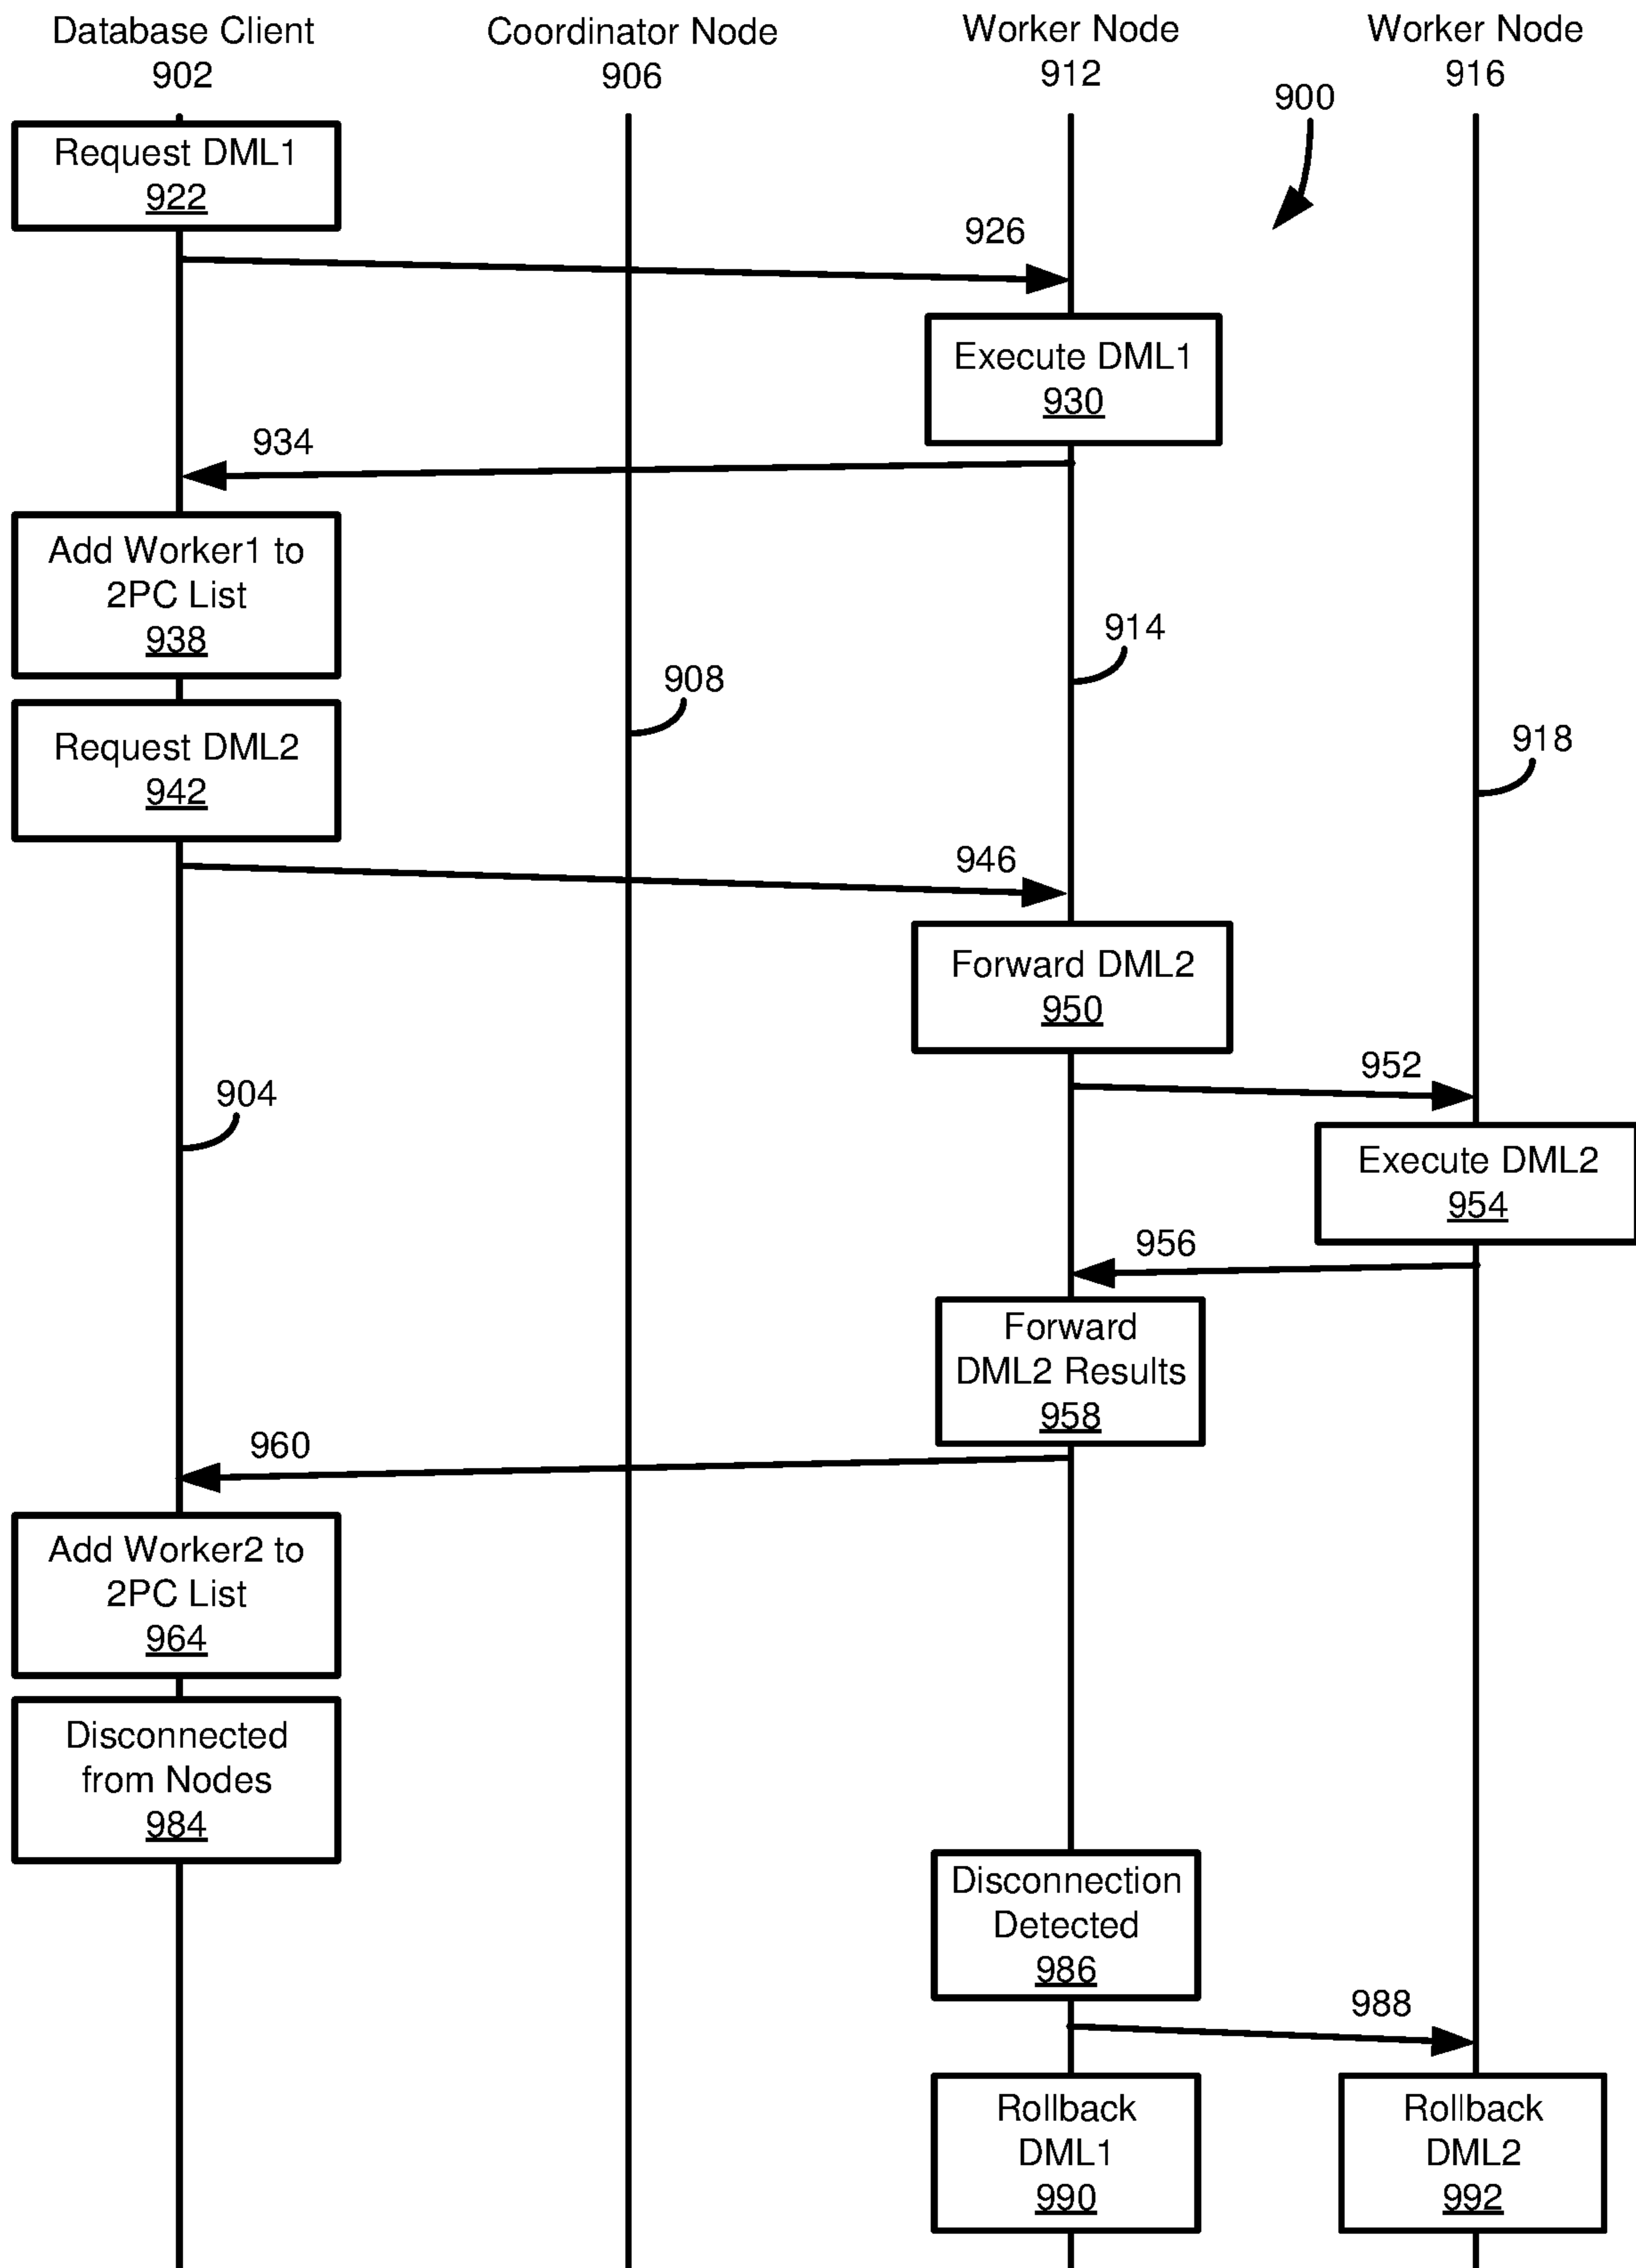 Database Client
902
Coordinator Node
906
Worker Node
912
Worker Node
916
900
Request DML1
922
926
Execute DML1
930
934
Add Worker1 to
2PC List
938
914
908
Request DML2
942
918
946
Forward DML2
950
952
904
Execute DML2
954
956
Forward
DML2 Results
958
960
Add Worker2 to
2PC List
964
Disconnected
from Nodes
984
Disconnection
Detected
986
988
Rollback
DML1
990
Rollback
DML2
992